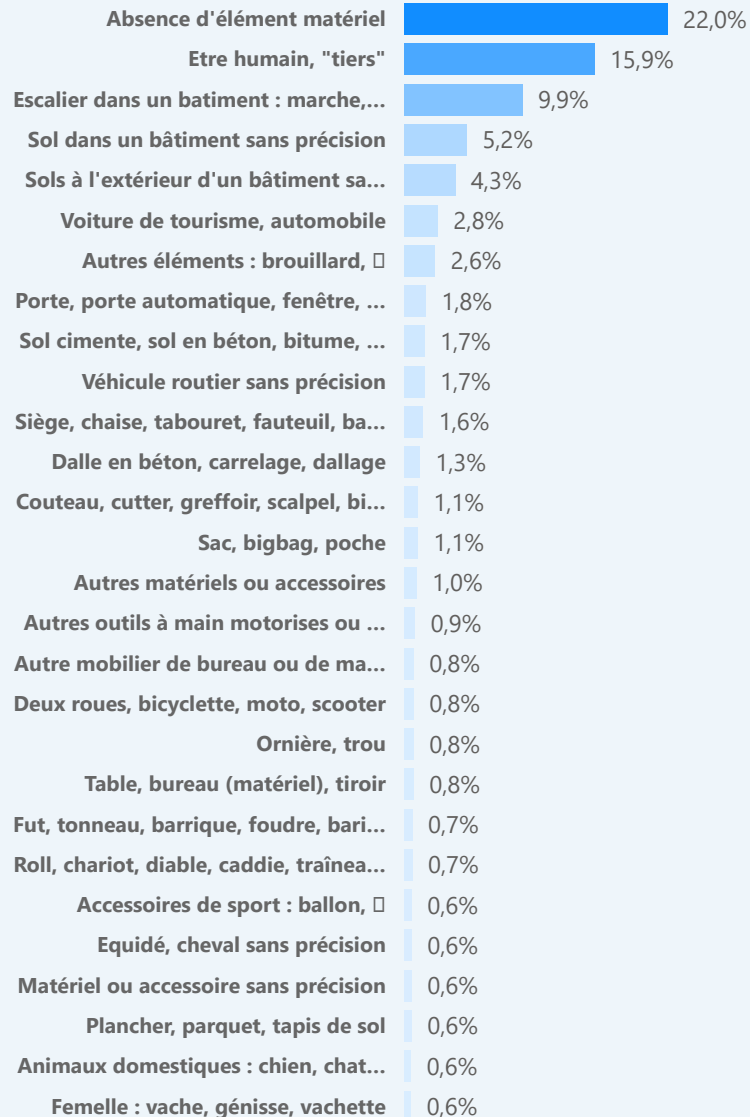 Absence d'élément matériel 22,0%
Etre humain, "tiers" 15,9%
Escalier dans un batiment : marche,... 9,9%
Sol dans un bâtiment sans précision 5,2%
Sols à l'extérieur d'un bâtiment sa... 4,3%
Voiture de tourisme, automobile 2,8%
Autres éléments : brouillard, 2,6%
Porte, porte automatique, fenêtre, ... 1,8%
Sol cimente, sol en béton, bitume, ... 1,7%
Véhicule routier sans précision 1,7%
Siège, chaise, tabouret, fauteuil, ba... 1,6%
Dalle en béton, carrelage, dallage 1,3%
Couteau, cutter, greffoir, scalpel, bi... 1,1%
Sac, bigbag, poche 1,1%
Autres matériels ou accessoires 1,0%
Autres outils à main motorises ou ... 0,9%
Autre mobilier de bureau ou de ma... 0,8%
Deux roues, bicyclette, moto, scooter 0,8%
Ornière, trou 0,8%
Table, bureau (matériel), tiroir 0,8%
Fut, tonneau, barrique, foudre, bari... 0,7%
Roll, chariot, diable, caddie, traînea... 0,7%
Accessoires de sport : ballon, 0,6%
Equidé, cheval sans précision 0,6%
Matériel ou accessoire sans précision 0,6%
Plancher, parquet, tapis de sol 0,6%
Animaux domestiques : chien, chat... 0,6%
Femelle : vache, génisse, vachette 0,6%